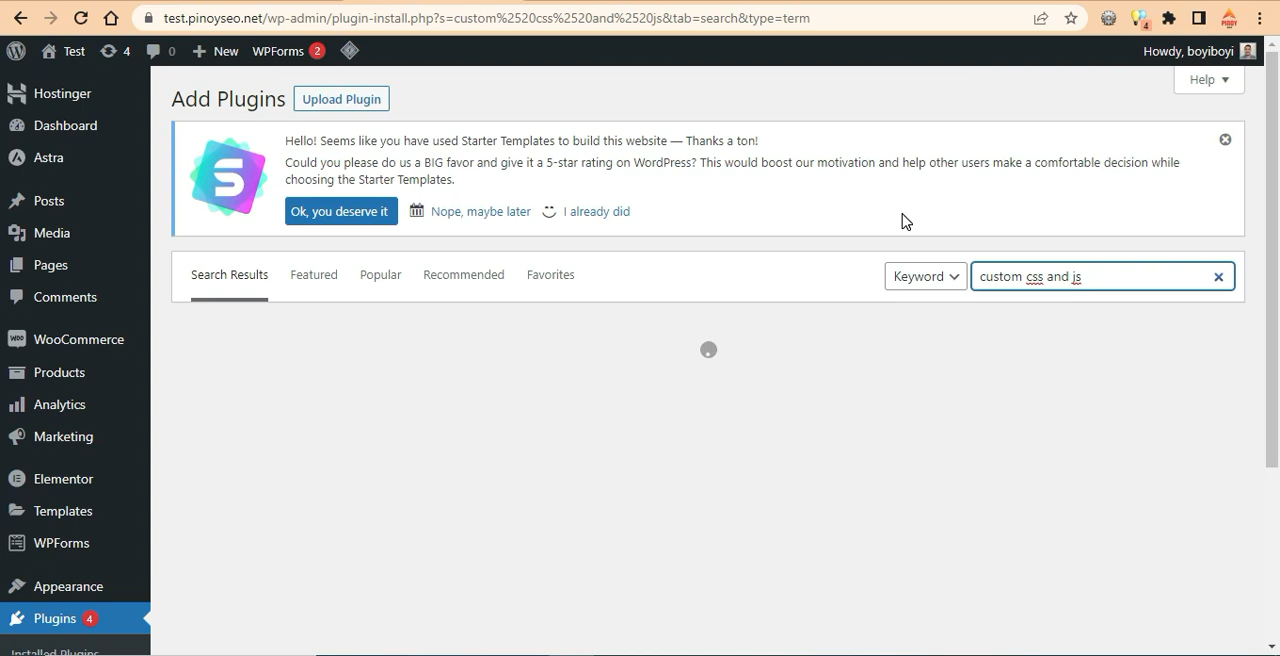 test.pinoyseo.net/wp-admin/plugin-install.php?s=custom%2520css%2520and%2520js&tab=search&type=term
4
Test 4 0 New WPForms 2 Howdy, boyiboyi
Help
Hostinger
Dashboard
Astra
Posts
Media
Pages
Comments
WooCommerce
Products
Analytics
Marketing
Elementor
Templates
WPForms
Appearance
Plugins 4
Installed Plugins
Add Plugins Upload Plugin
Hello! Seems like you have used Starter Templates to build this website — Thanks a ton!
Could you please do us a BIG favor and give it a 5-star rating on WordPress? This would boost our motivation and help other users make a comfortable decision while
choosing the Starter Templates.
Ok, you deserve it Nope, maybe later I already did
Search Results Featured Popular Recommended Favorites Keyword custom css and js